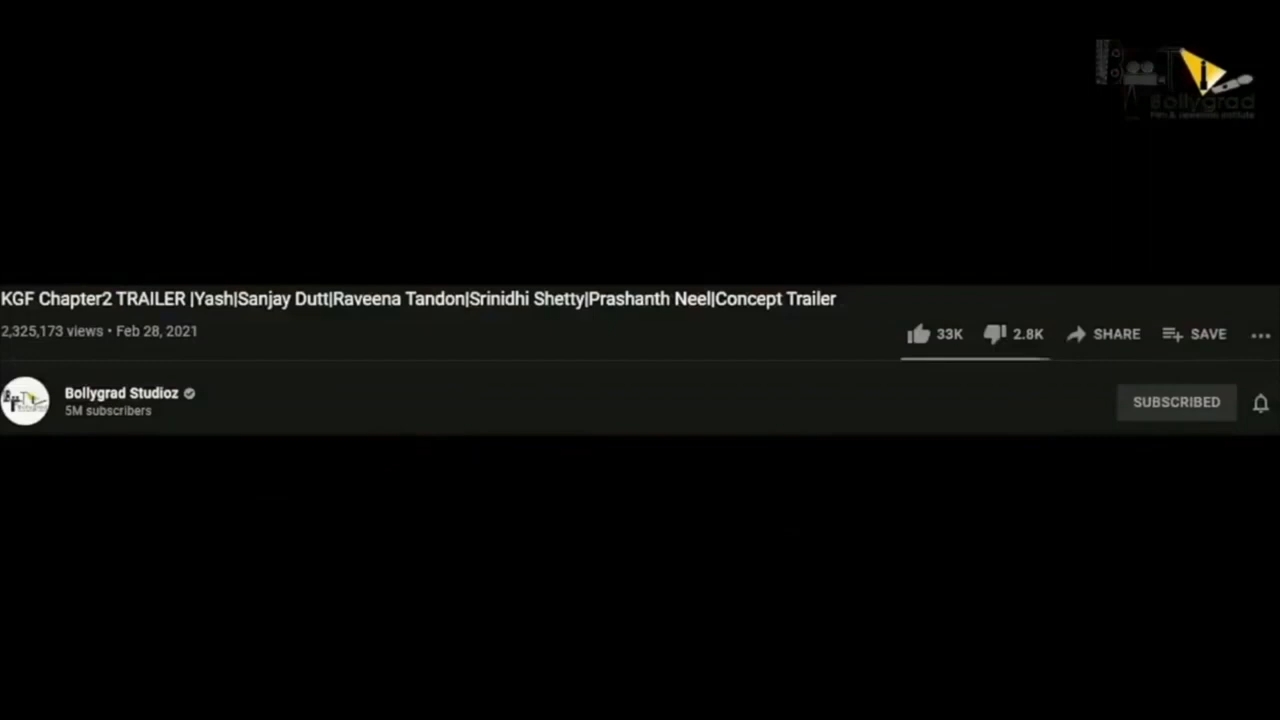 Bollygrad
KGF Chapter2 TRAILER |Yash|Sanjay Dutt|Raveena Tandon|Srinidhi Shetty|Prashanth Neel|Concept Trailer
2,325,173 views • Feb 28, 2021
33K 2.8K SHARE SAVE
Bollygrad Studioz
5M subscribers
SUBSCRIBED